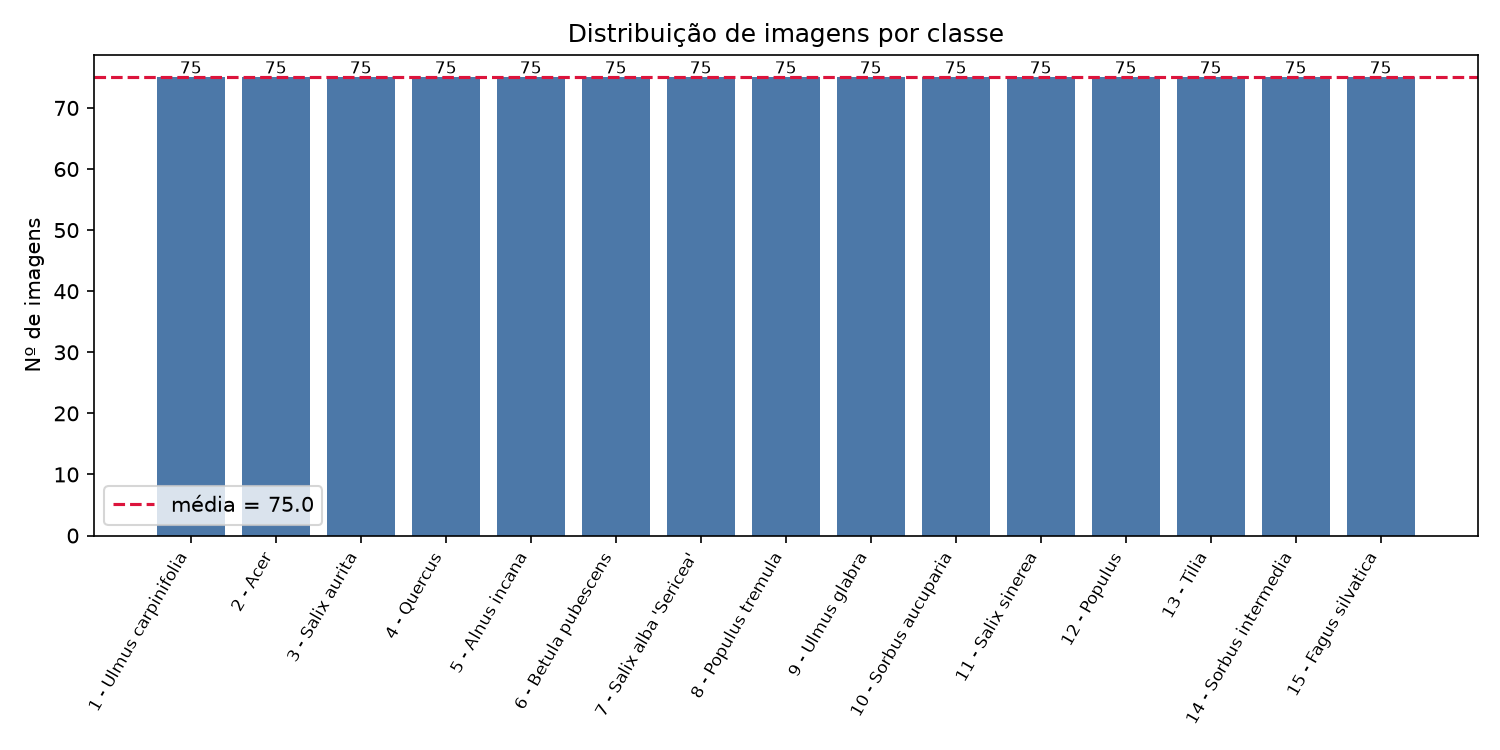 Distribuição de imagens por classe
75 75 75 75 75 75 75 75 75 75 75 75 75 75 75
Nº de imagens
70
60
50
40
30
20
10
0
média = 75.0
1 - Ulmus carpinifolia
2 - Acer
3 - Salix aurita
4 - Quercus
5 - Alnus incana
6 - Betula pubescens
7 - Salix alba 'Sericea'
8 - Populus tremula
9 - Ulmus glabra
10 - Sorbus aucuparia
11 - Salix sinerea
12 - Populus
13 - Tilia
14 - Sorbus intermedia
15 - Fagus silvatica